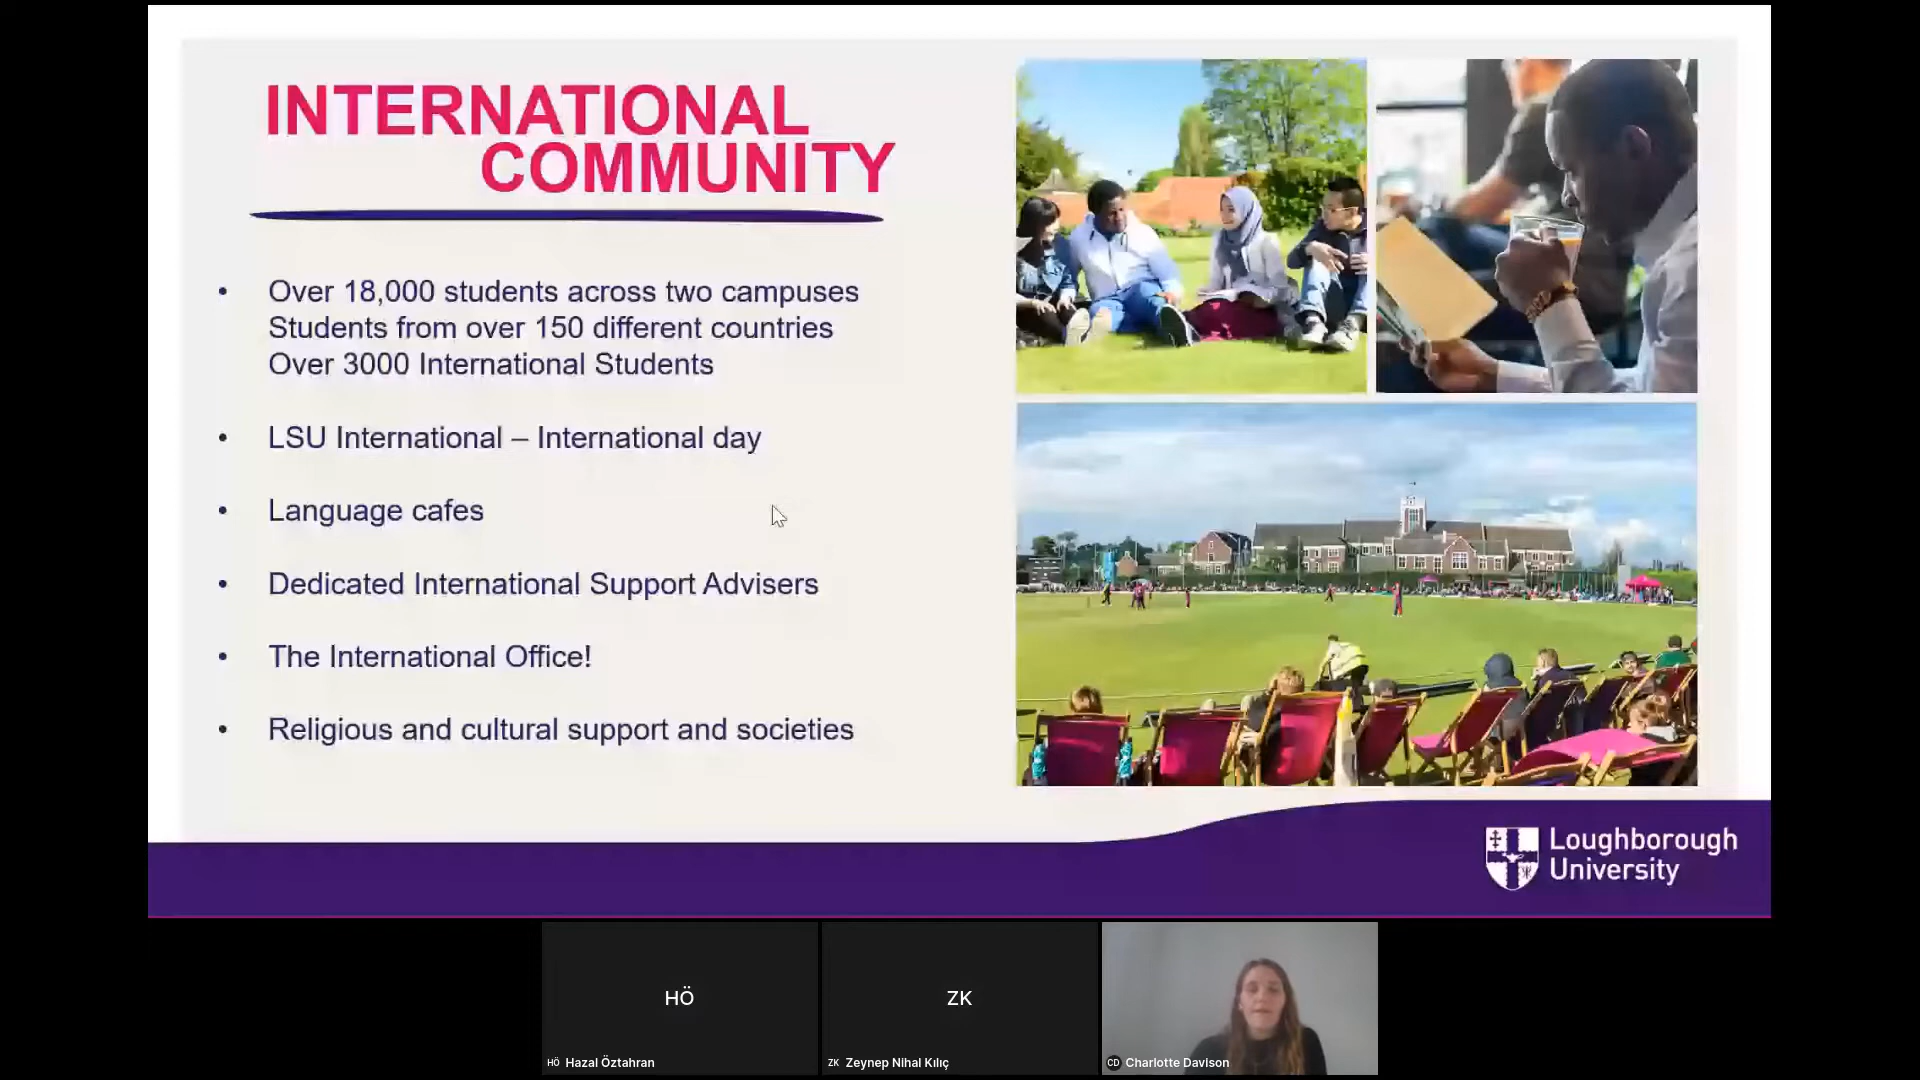 INTERNATIONAL
COMMUNITY
• Over 18,000 students across two campuses
Students from over 150 different countries
Over 3000 International Students
• LSU International – International day
• Language cafes
• Dedicated International Support Advisers
• The International Office!
• Religious and cultural support and societies
Loughborough
University
HÖ
HÖ Hazal Öztahran
ZK
ZK Zeynep Nihal Kılıç
CD Charlotte Davison